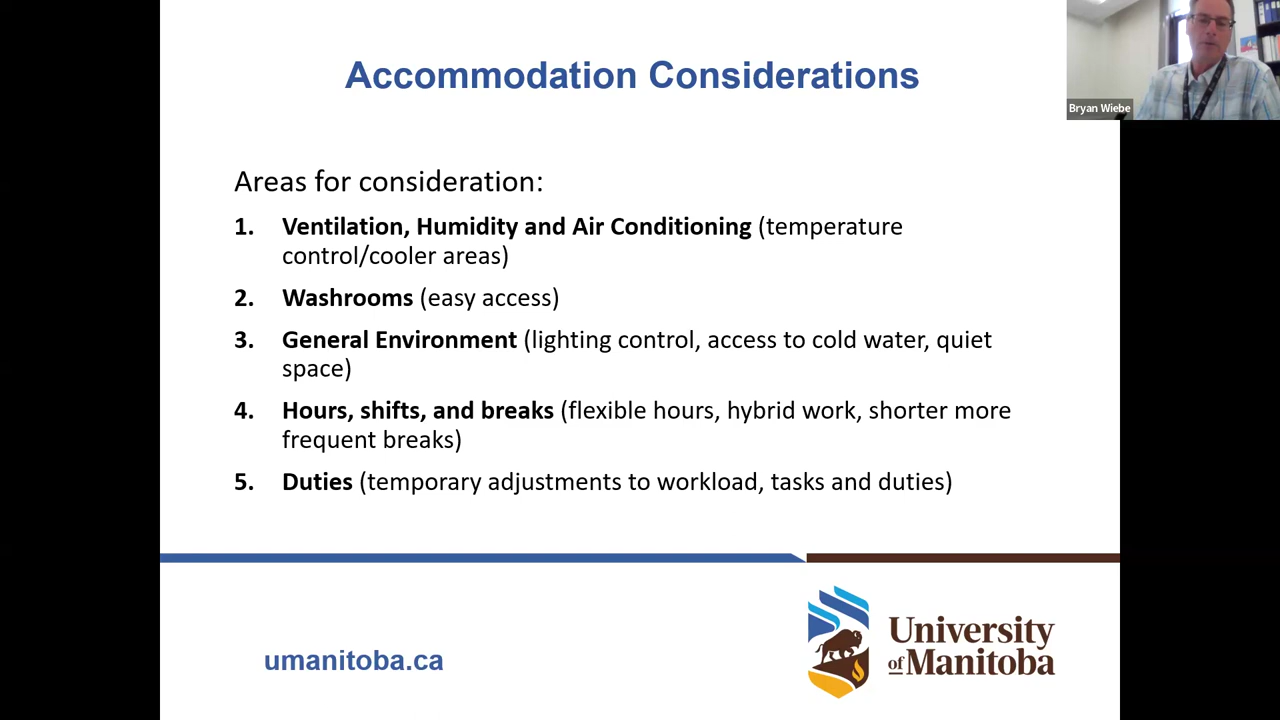 Accommodation Considerations
Bryan Wiebe
Areas for consideration:
1. Ventilation, Humidity and Air Conditioning (temperature
control/cooler areas)
2. Washrooms (easy access)
3. General Environment (lighting control, access to cold water, quiet
space)
4. Hours, shifts, and breaks (flexible hours, hybrid work, shorter more
frequent breaks)
5. Duties (temporary adjustments to workload, tasks and duties)
umanitoba.ca
University
of Manitoba